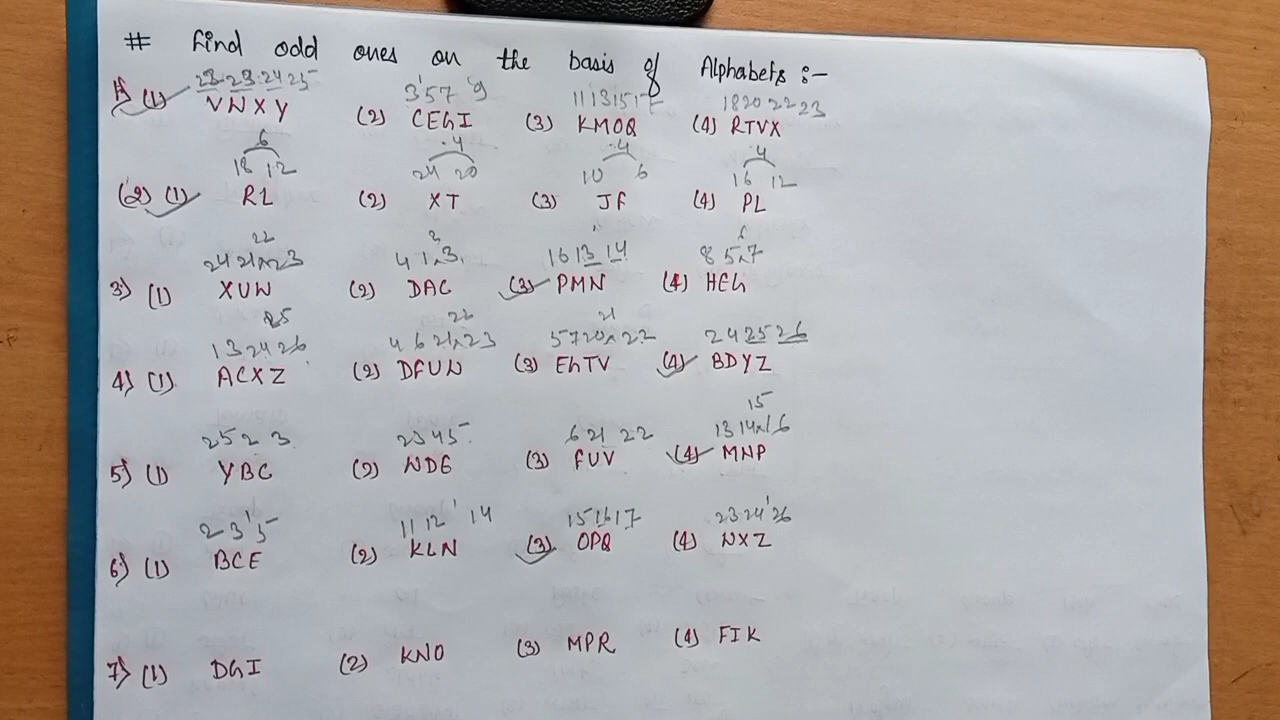 # Find odd ones on the basis of Alphabets :-
23 24 25 3 5 7 9 11 13 15 17 18 20 22 23
1) (1) VWXY (2) CEGI (3) KMOQ (4) RTVX
6 4 4 4
18 12 24 20 10 6 16 12
(2) (1) RL (2) XT (3) JF (4) PL
22
24 21 23 4 1 3 16 13 14 8 5 7
3) (1) XUW (2) DAC (3) PMN (4) HEG
25 22 21
1 3 24 26 4 6 21 23 5 7 20 22 2 4 25 26
4) (1) ACXZ (2) DFUW (3) EGTV (4) BDYZ
15
25 2 3 23 4 5 6 21 22 13 14 16
5) (1) YBC (2) WDE (3) FUV (4) MNP
2 3 5 11 12 14 15 16 17 23 24 26
6) (1) BCE (2) KLN (3) OPQ (4) WXZ
7) (1) DGI (2) KNO (3) MPR (4) FIK